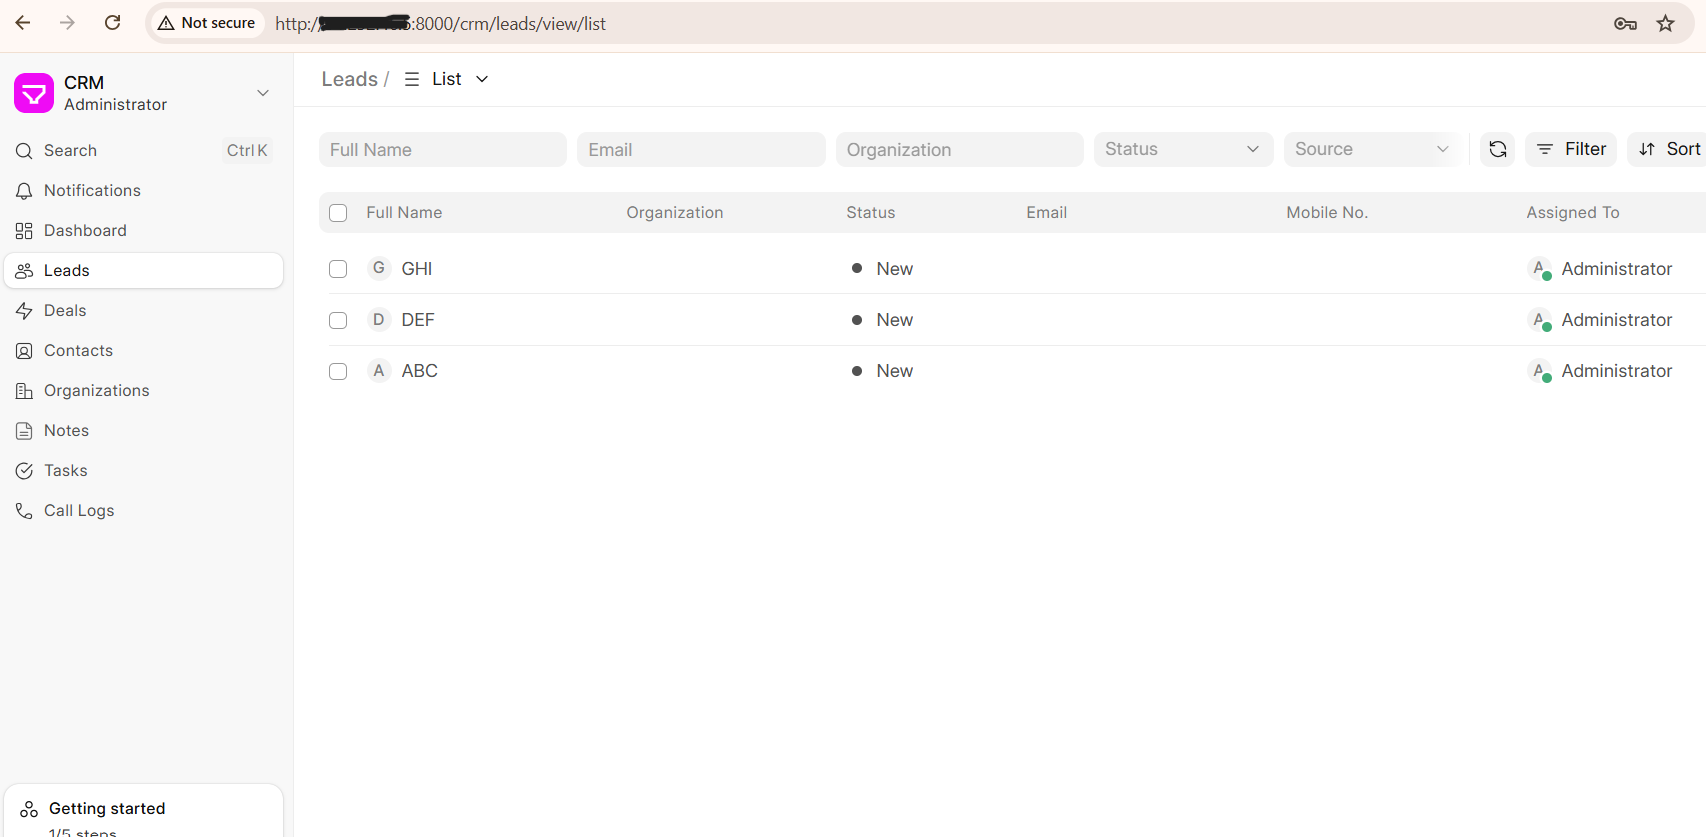 Not secure http://:8000/crm/leads/view/list
CRM
Administrator
Leads / List
Search Ctrl K
Notifications
Dashboard
Leads
Deals
Contacts
Organizations
Notes
Tasks
Call Logs
Getting started
1/5 steps
Full Name Email Organization Status Source Filter Sort
Full Name Organization Status Email Mobile No. Assigned To
G GHI New A Administrator
D DEF New A Administrator
A ABC New A Administrator